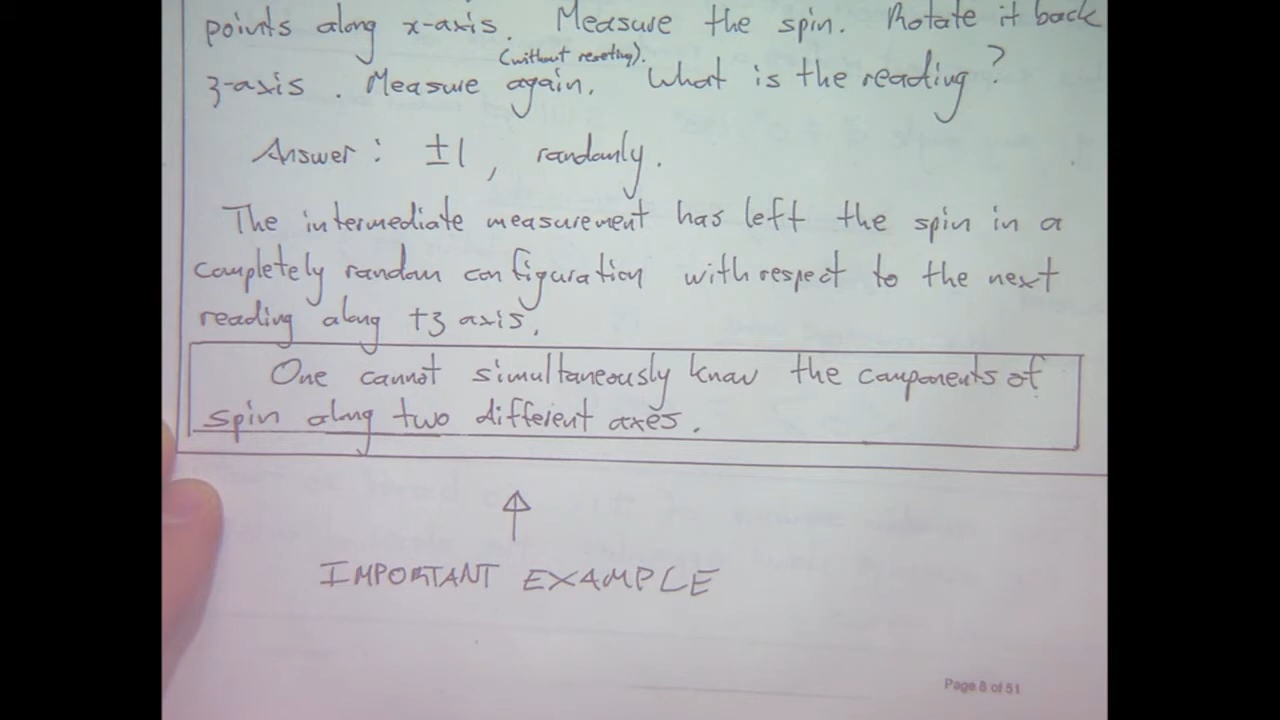 points along x-axis. Measure the spin. Rotate it back
(without reseting).
z-axis. Measure again. What is the reading?
Answer: ±1, randomly.
The intermediate measurement has left the spin in a
completely random configuration with respect to the next
reading along +z axis.
One cannot simultaneously know the components of
spin along two different axes.
IMPORTANT EXAMPLE
Page 8 of 51